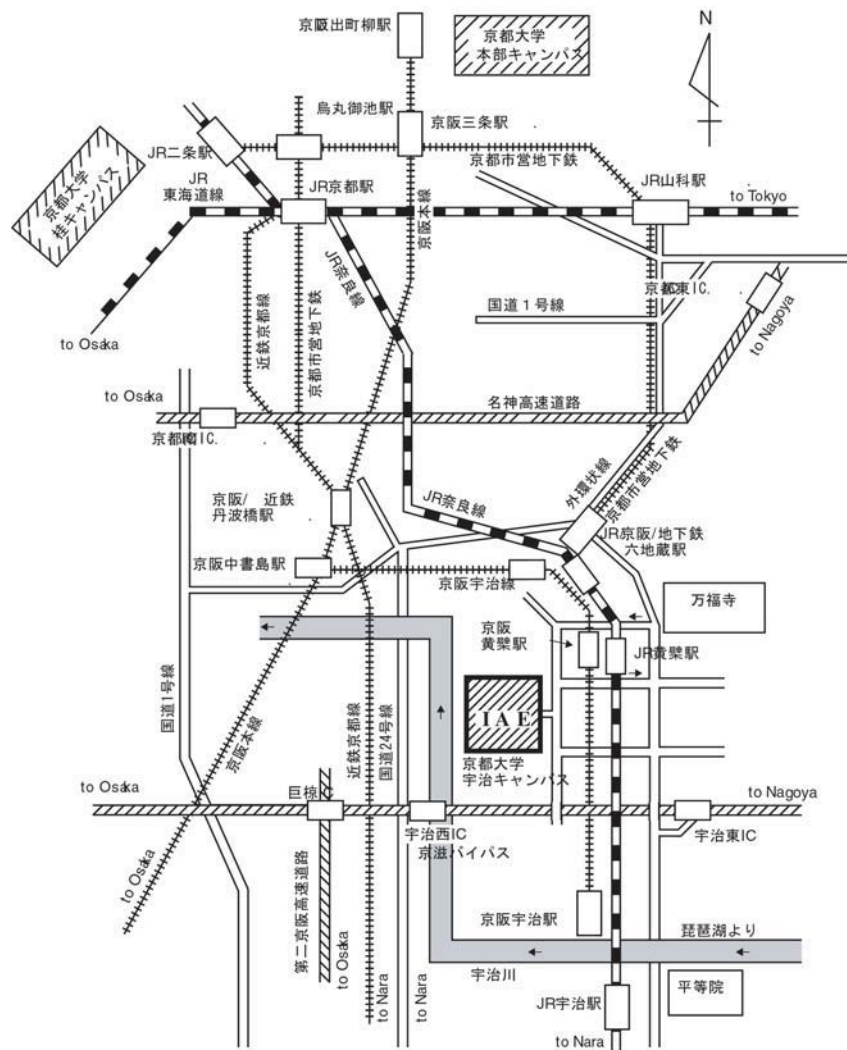 N
京阪出町柳駅
京都大学
本部キャンパス
烏丸御池駅
京阪三条駅
JR二条駅
京都市営地下鉄
京都大学
桂キャンパス
JR
東海道線
JR京都駅
京阪本線
JR山科駅
to Tokyo
JR奈良線
京都東IC.
国道1号線
to Nagoya
to Osaka
近鉄京都線
京都市営地下鉄
to Osaka
名神高速道路
京都南IC.
外環状線
京都市営地下鉄
京阪/ 近鉄
丹波橋駅
JR奈良線
JR京阪/地下鉄
六地蔵駅
京阪中書島駅
京阪宇治線
万福寺
京阪
黄檗駅
JR黄檗駅
国道1号線
京阪本線
近鉄京都線
国道24号線
IAE
京都大学
宇治キャンパス
to Osaka
巨椋IC
to Nagoya
宇治西IC
京滋バイパス
宇治東IC
to Osaka
第二京阪高速道路
to Osaka
to Nara
to Nara
京阪宇治駅
琵琶湖より
宇治川
平等院
JR宇治駅
to Nara